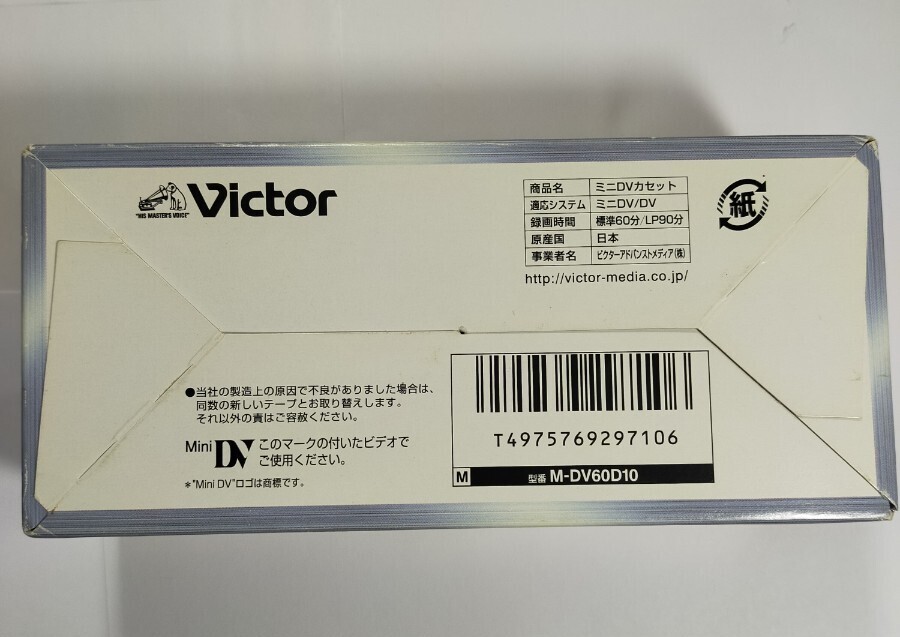 "HIS MASTER'S VOICE"
Victor
商品名 ミニDVカセット
適応システム ミニDV/DV
録画時間 標準60分/LP90分
原産国 日本
事業者名 ビクターアドバンストメディア(株)
http://victor-media.co.jp/
紙
●当社の製造上の原因で不良がありました場合は、
同数の新しいテープとお取り替えします。
それ以外の責はご容赦ください。
Mini DV このマークの付いたビデオで
ご使用ください。
*"Mini DV"ロゴは商標です。
T4975769297106
M 型番 M-DV60D10